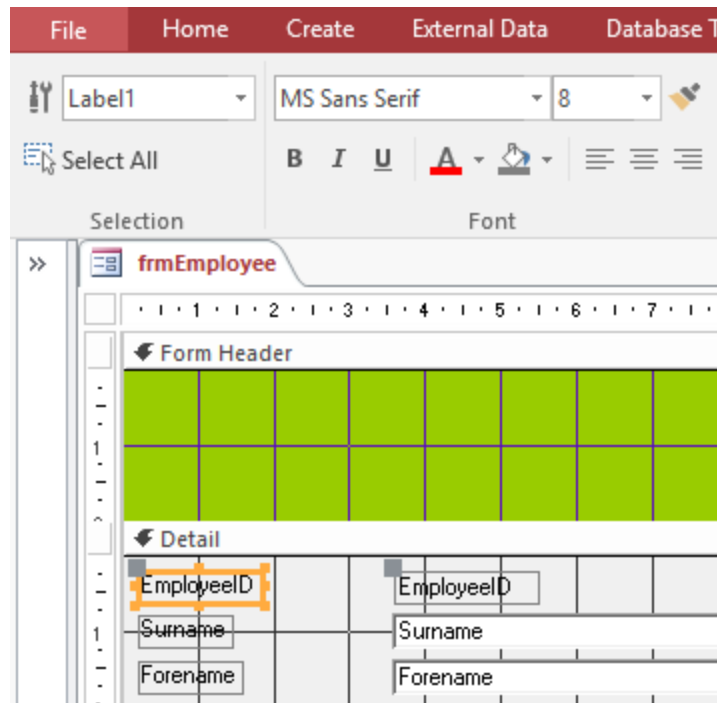 File Home Create External Data Database T
Label1 MS Sans Serif 8
Select All B I U A
Selection Font
» frmEmployee
1 2 3 4 5 6 7
Form Header
1
Detail
EmployeeID EmployeeID
1 Surname Surname
Forename Forename